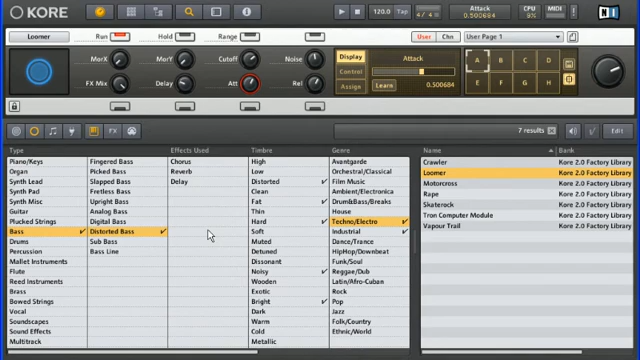 KORE
120.0 Tap
4/ 4
Attack
0.500684
CPU
8%
MIDI
NI
Loomer
Run
Hold
Range
User
Chn
User Page 1
MorX
MorY
Cutoff
Noise
Display
Attack
A
B
C
D
Control
FX Mix
Delay
Att
Rel
Assign
Learn
0.500684
E
F
G
H
FX
7 results
Edit
Type
Effects Used
Timbre
Genre
Name
Bank
Piano/Keys
Organ
Synth Lead
Synth Pad
Synth Misc
Guitar
Plucked Strings
Bass
Drums
Percussion
Mallet Instruments
Flute
Reed Instruments
Brass
Bowed Strings
Vocal
Soundscapes
Sound Effects
Multitrack
Fingered Bass
Picked Bass
Slapped Bass
Fretless Bass
Upright Bass
Analog Bass
Digital Bass
Distorted Bass
Sub Bass
Bass Line
Chorus
Reverb
Delay
High
Low
Distorted
Clean
Fat
Thin
Hard
Soft
Muted
Detuned
Dissonant
Noisy
Wooden
Exotic
Bright
Dark
Warm
Cold
Metallic
Avantgarde
Orchestral/Classical
Film Music
Ambient/Electronica
Drum&Bass/Breaks
House
Techno/Electro
Industrial
Dance/Trance
HipHop/Downbeat
Funk/Soul
Reggae/Dub
Latin/Afro-Cuban
Rock
Pop
Jazz
Folk/Country
Ethnic/World
Crawler Kore 2.0 Factory Library
Loomer Kore 2.0 Factory Library
Motorcross Kore 2.0 Factory Library
Rape Kore 2.0 Factory Library
Skaterock Kore 2.0 Factory Library
Tron Computer Module Kore 2.0 Factory Library
Vapour Trail Kore 2.0 Factory Library